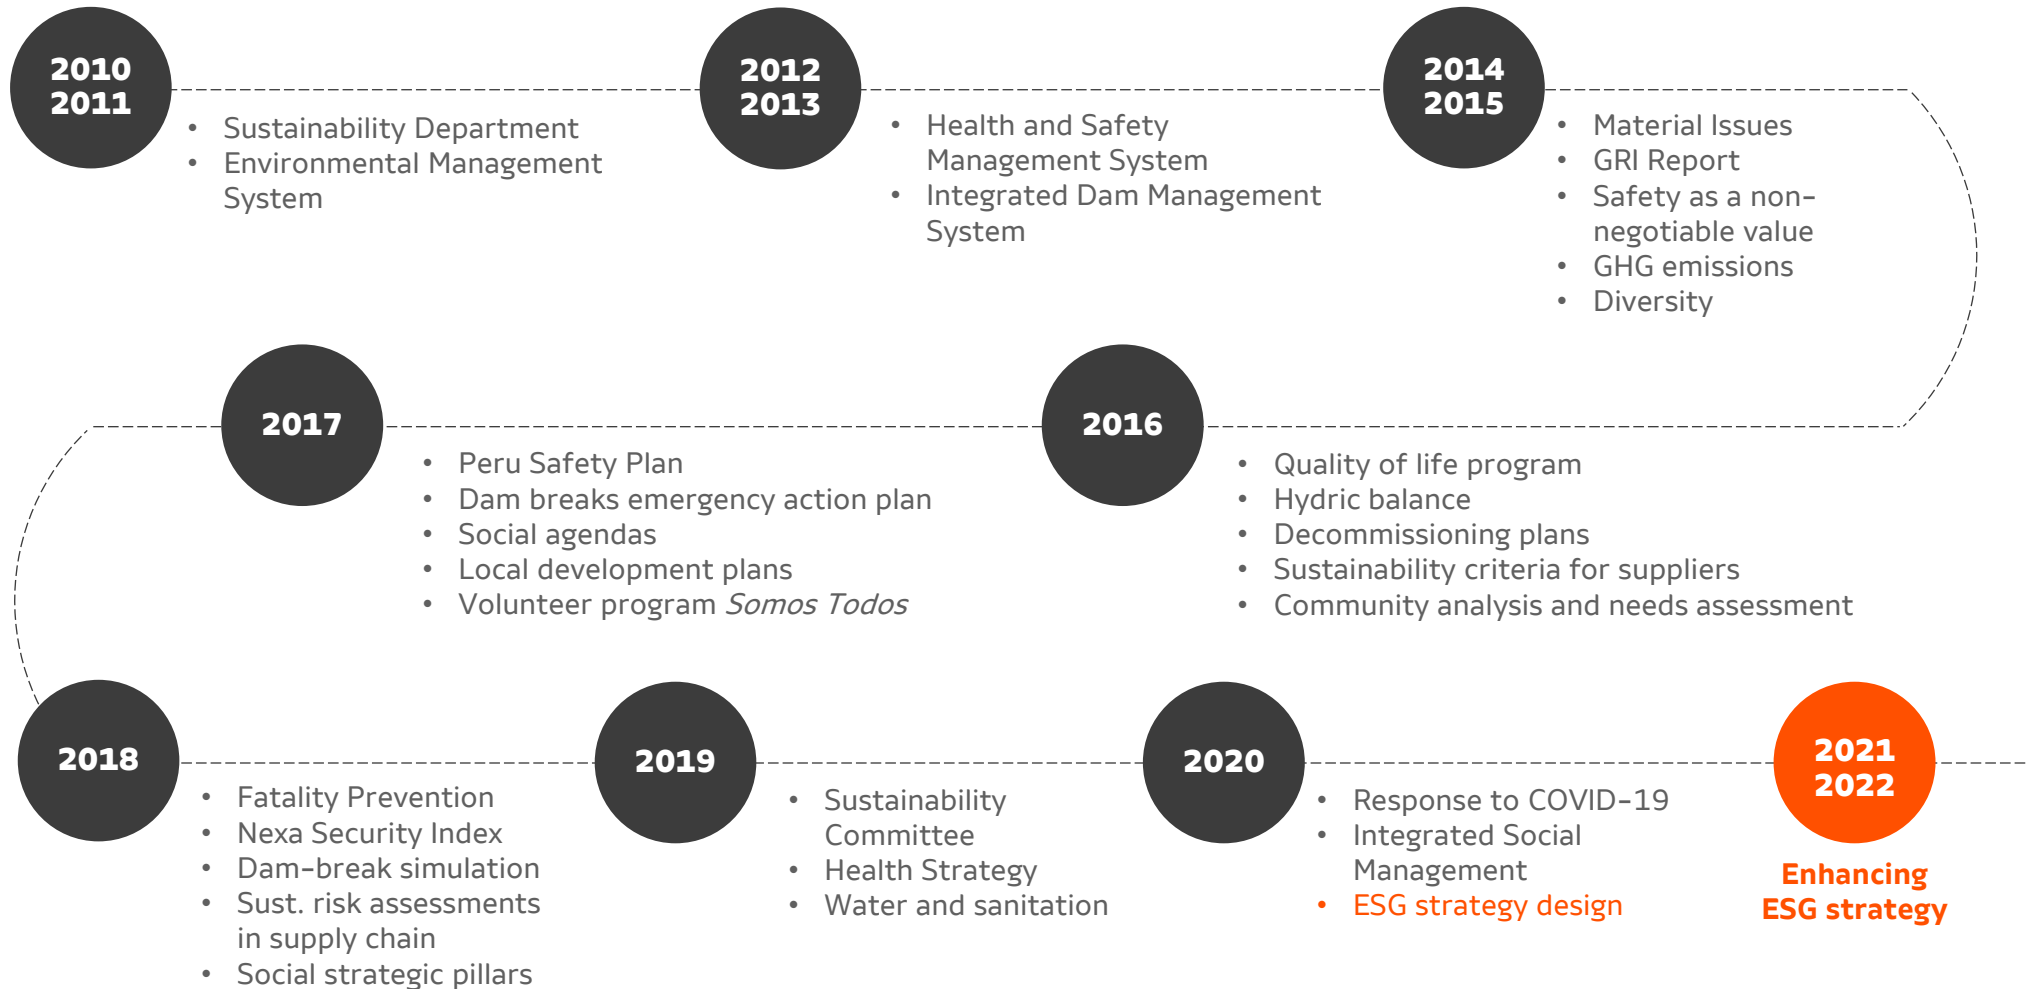 2010
2011
• Sustainability Department
• Environmental Management
System
2012
2013
• Health and Safety
Management System
• Integrated Dam Management
System
2014
2015
• Material Issues
• GRI Report
• Safety as a non-
negotiable value
• GHG emissions
• Diversity
2016
• Quality of life program
• Hydric balance
• Decommissioning plans
• Sustainability criteria for suppliers
• Community analysis and needs assessment
2017
• Peru Safety Plan
• Dam breaks emergency action plan
• Social agendas
• Local development plans
• Volunteer program Somos Todos
2018
• Fatality Prevention
• Nexa Security Index
• Dam-break simulation
• Sust. risk assessments
in supply chain
• Social strategic pillars
2019
• Sustainability
Committee
• Health Strategy
• Water and sanitation
2020
• Response to COVID-19
• Integrated Social
Management
• ESG strategy design
2021
2022
Enhancing
ESG strategy